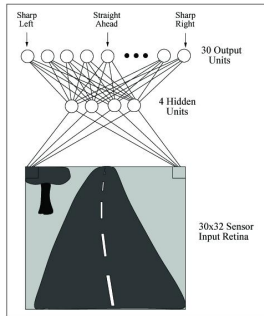 Sharp
Left
Straight
Ahead
Sharp
Right
30 Output
Units
4 Hidden
Units
30x32 Sensor
Input Retina